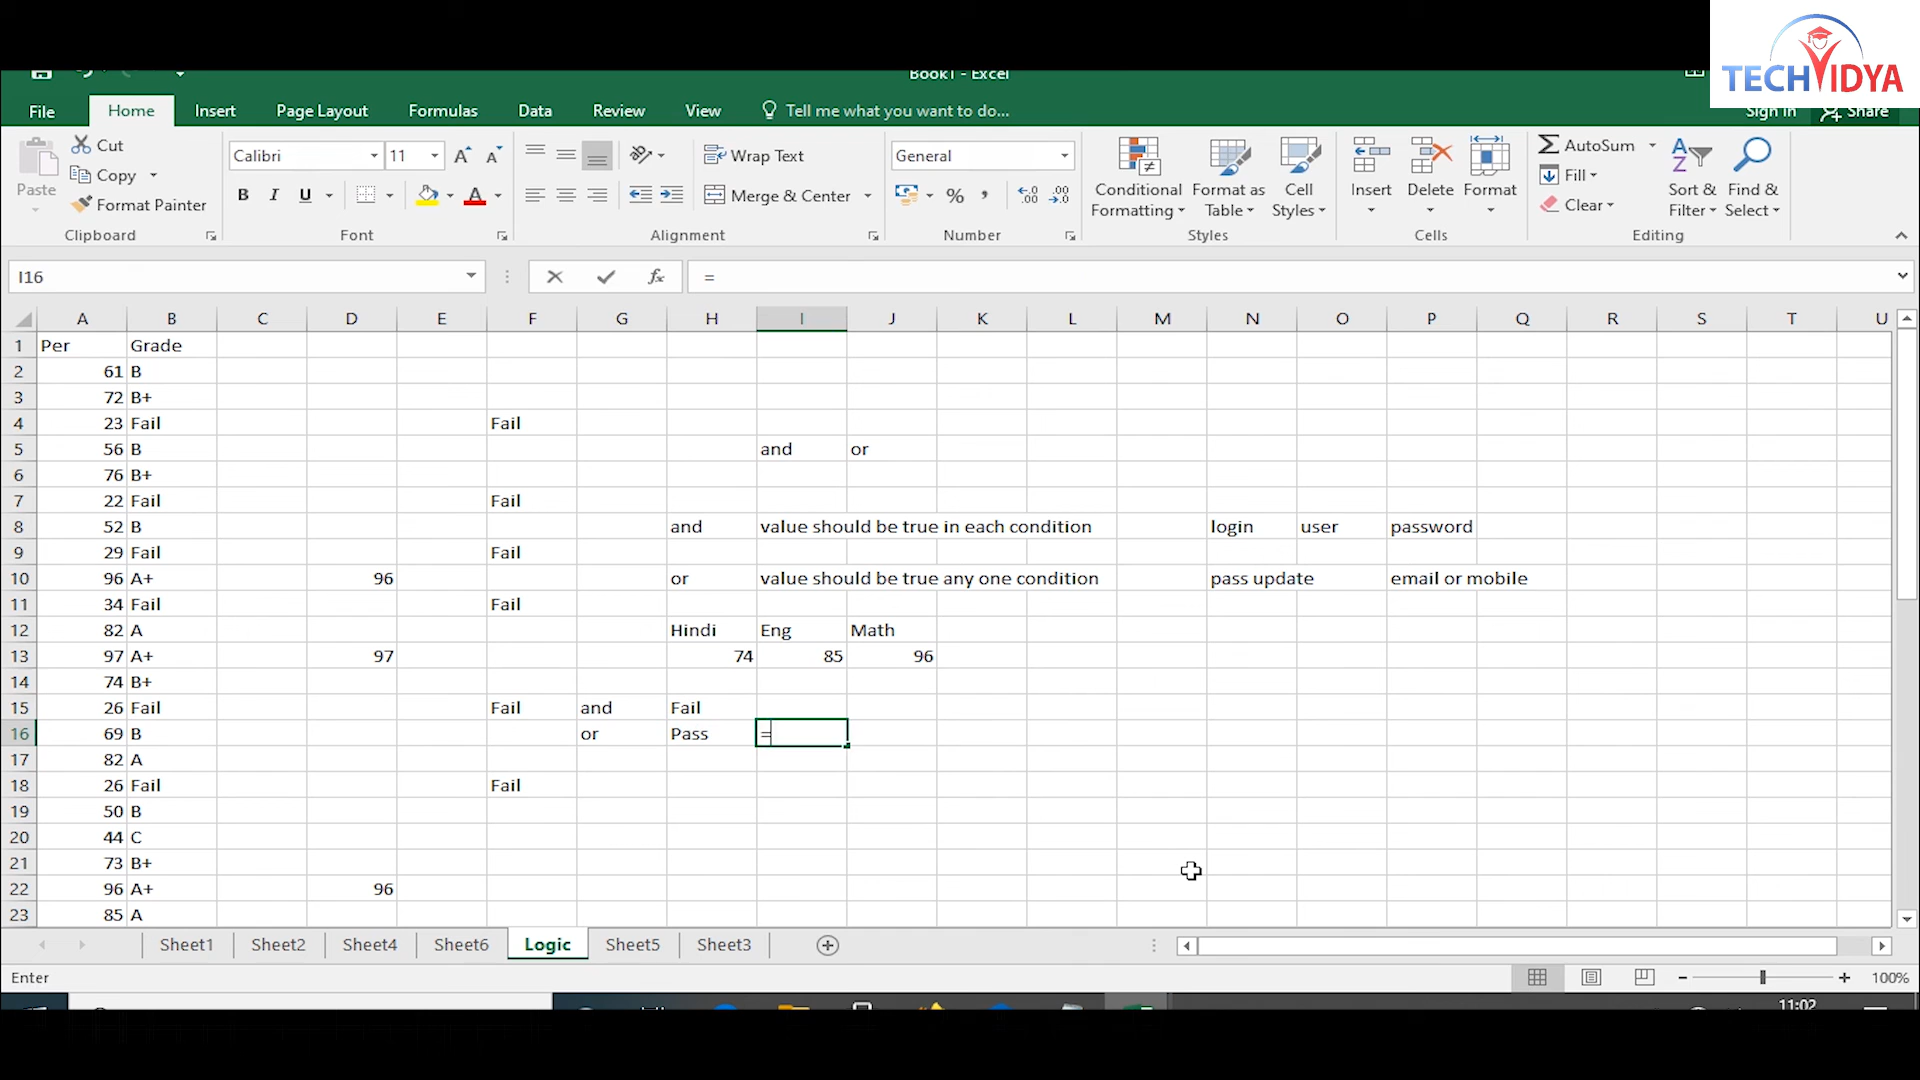 TECHVIDYA
Book1 - Excel
File Home Insert Page Layout Formulas Data Review View Tell me what you want to do... Sign in Share
Cut
Copy
Format Painter
Paste
Clipboard
Calibri 11
B I U A
Font
Wrap Text
Merge & Center
Alignment
General
%
Number
Conditional Formatting
Format as Table
Cell Styles
Styles
Insert Delete Format
Cells
AutoSum
Fill
Clear
Sort & Filter
Find & Select
Editing
I16 fx =
A B C D E F G H I J K L M N O P Q R S T U
1 Per Grade
2 61 B
3 72 B+
4 23 Fail Fail
5 56 B and or
6 76 B+
7 22 Fail Fail
8 52 B and value should be true in each condition login user password
9 29 Fail Fail
10 96 A+ 96 or value should be true any one condition pass update email or mobile
11 34 Fail Fail
12 82 A Hindi Eng Math
13 97 A+ 97 74 85 96
14 74 B+
15 26 Fail Fail and Fail
16 69 B or Pass =
17 82 A
18 26 Fail Fail
19 50 B
20 44 C
21 73 B+
22 96 A+ 96
23 85 A
Sheet1 Sheet2 Sheet4 Sheet6 Logic Sheet5 Sheet3
Enter 100%
11:02